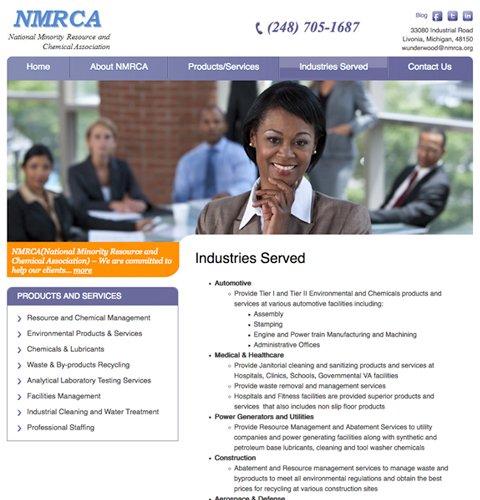 NMRCA
National Minority Resource and
Chemical Association
(248) 705-1687
Blog
33080 Industrial Road
Livonia, Michigan, 48150
wunderwood@nmrca.org
Home
About NMRCA
Products/Services
Industries Served
Contact Us
NMRCA(National Minority Resource and
Chemical Association) – We are committed to
help our clients... more
PRODUCTS AND SERVICES
Resource and Chemical Management
Environmental Products & Services
Chemicals & Lubricants
Waste & By-products Recycling
Analytical Laboratory Testing Services
Facilities Management
Industrial Cleaning and Water Treatment
Professional Staffing
Industries Served
Automotive
Provide Tier I and Tier II Environmental and Chemicals products and
services at various automotive facilities including:
Assembly
Stamping
Engine and Power train Manufacturing and Machining
Administrative Offices
Medical & Healthcare
Provide Janitorial cleaning and sanitizing products and services at
Hospitals, Clinics, Schools, Governmental VA facilities
Provide waste removal and management services
Hospitals and Fitness facilities are provided superior products and
services that also includes non slip floor products
Power Generators and Utilities
Provide Resource Management and Abatement Services to utility
companies and power generating facilities along with synthetic and
petroleum base lubricants, cleaning and tool washer chemicals
Construction
Abatement and Resource management services to manage waste and
byproducts to meet all environmental regulations and obtain the best
prices for recycling at various construction sites
Aerospace & Defense